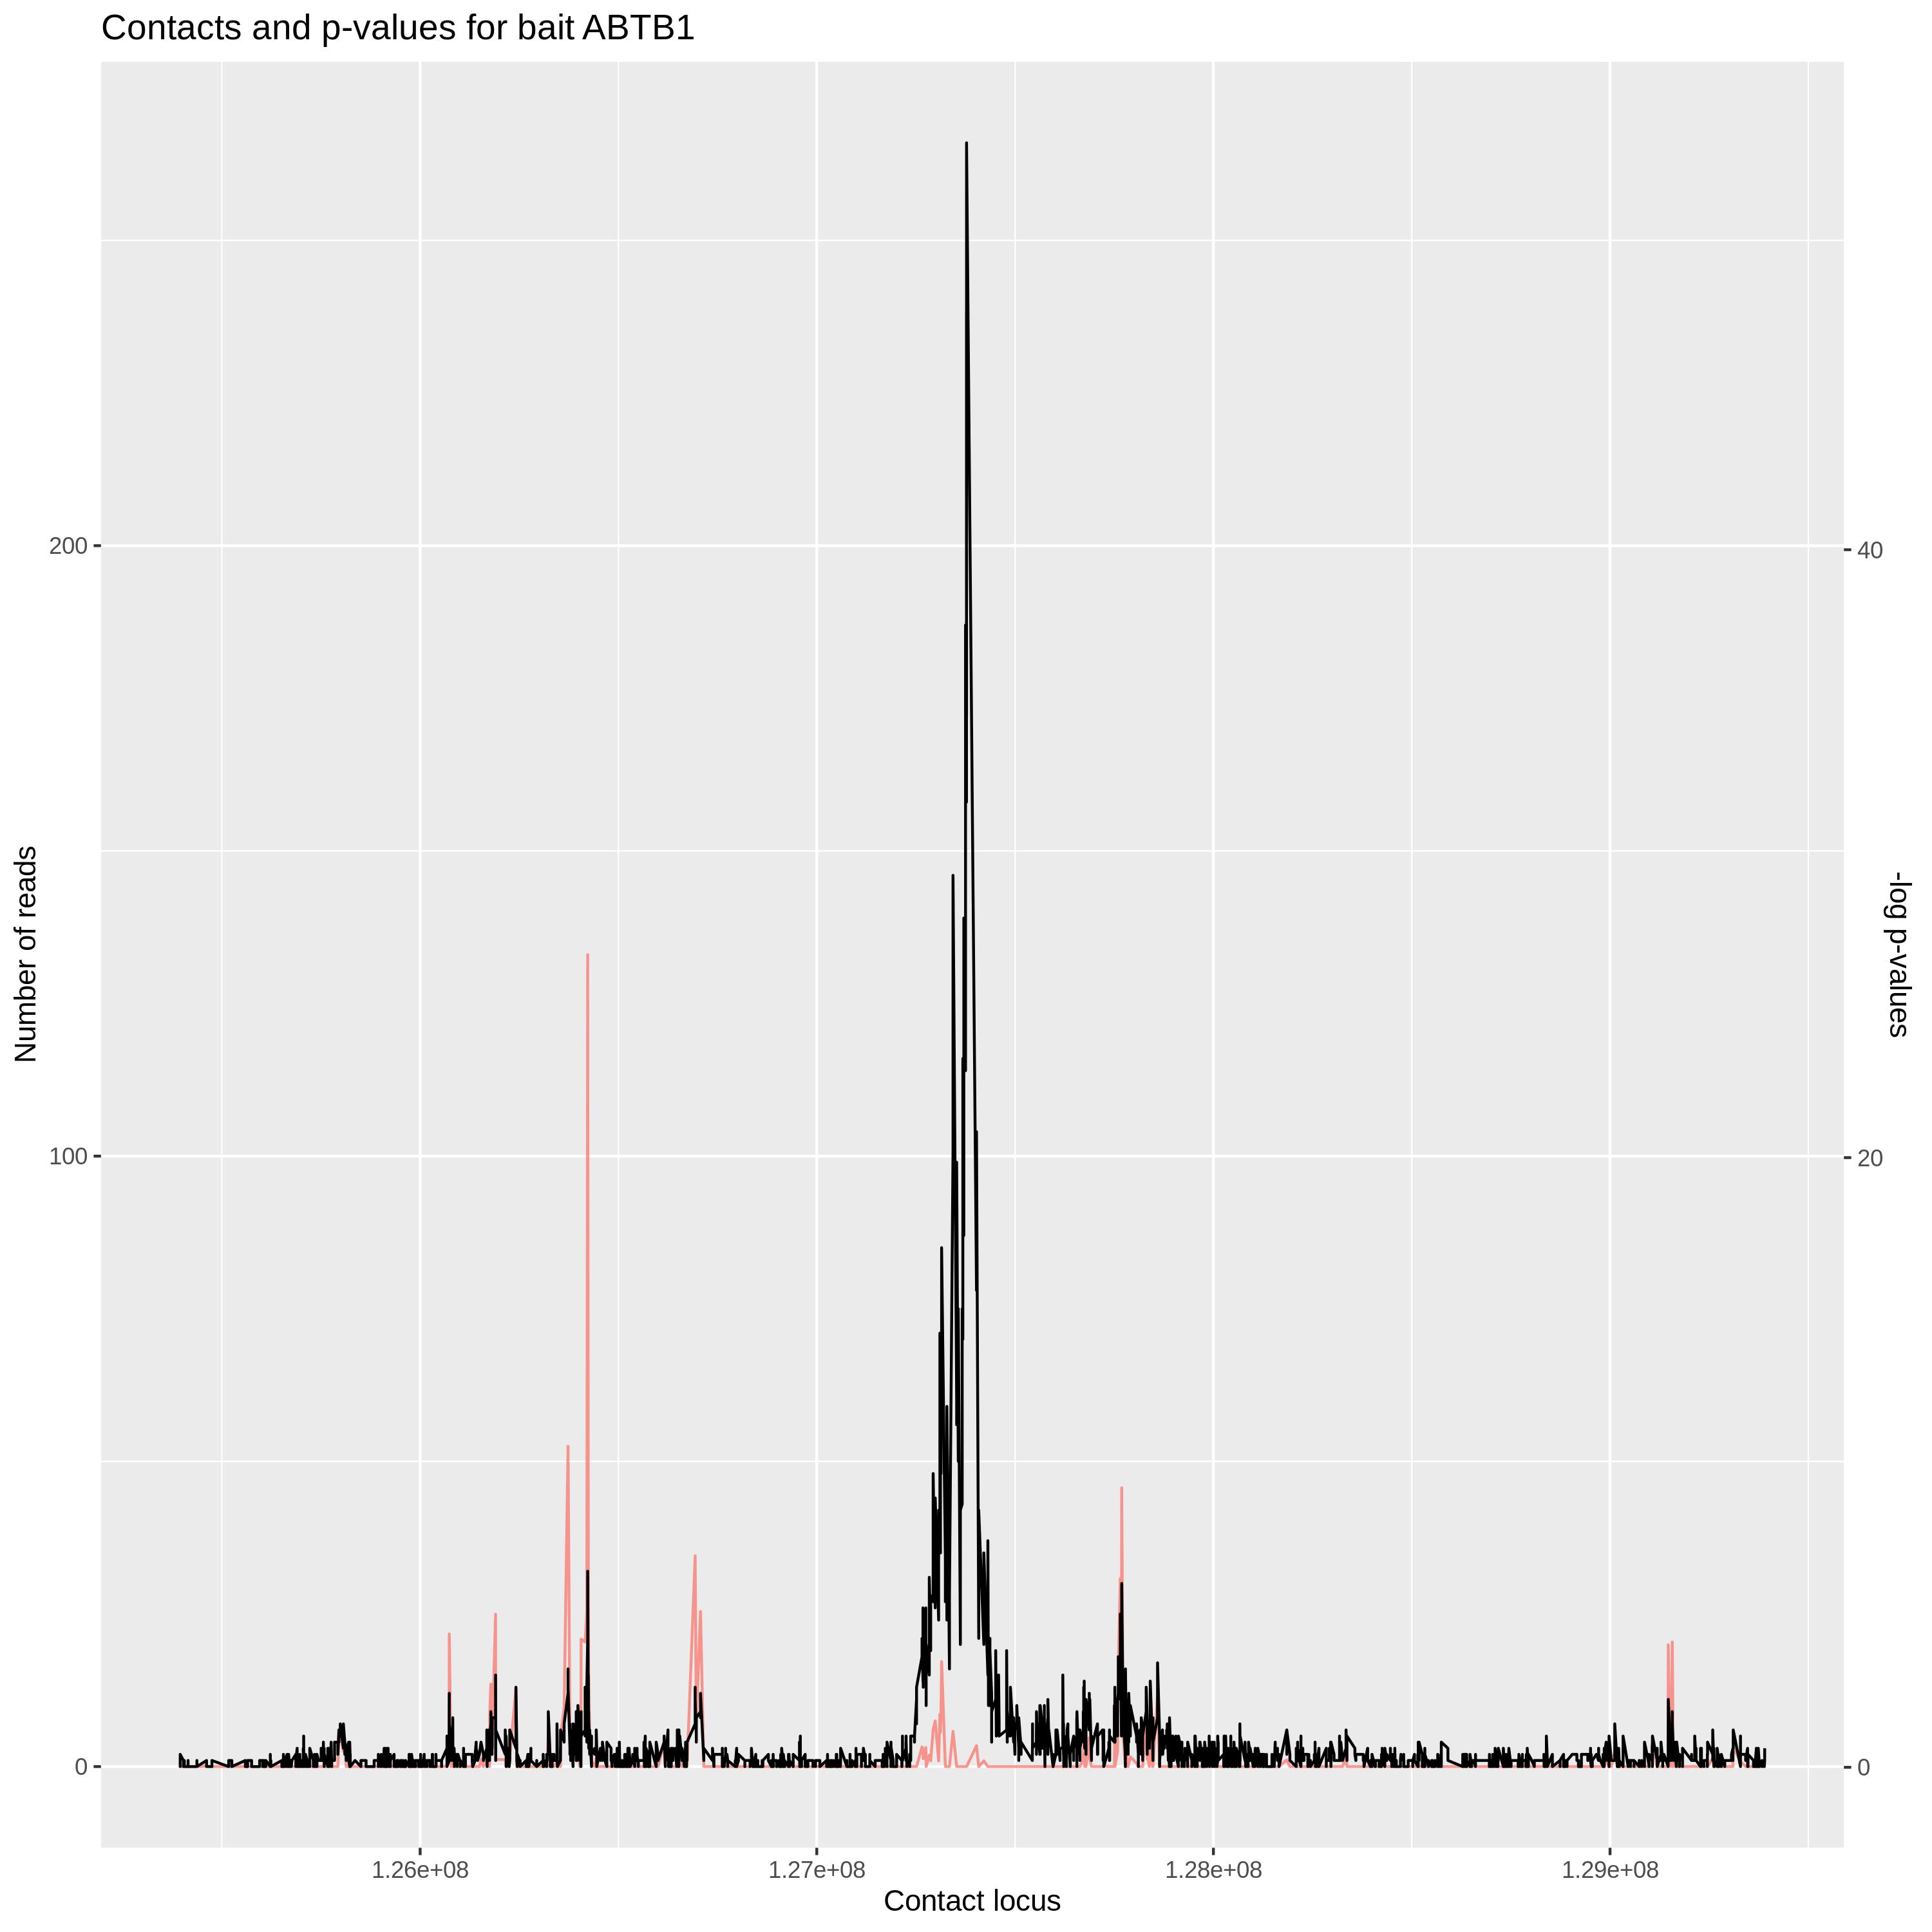 Contacts and p-values for bait ABTB1
Number of reads
200
100
0
40
20
0
-log p-values
1.26e+08
1.27e+08
1.28e+08
1.29e+08
Contact locus